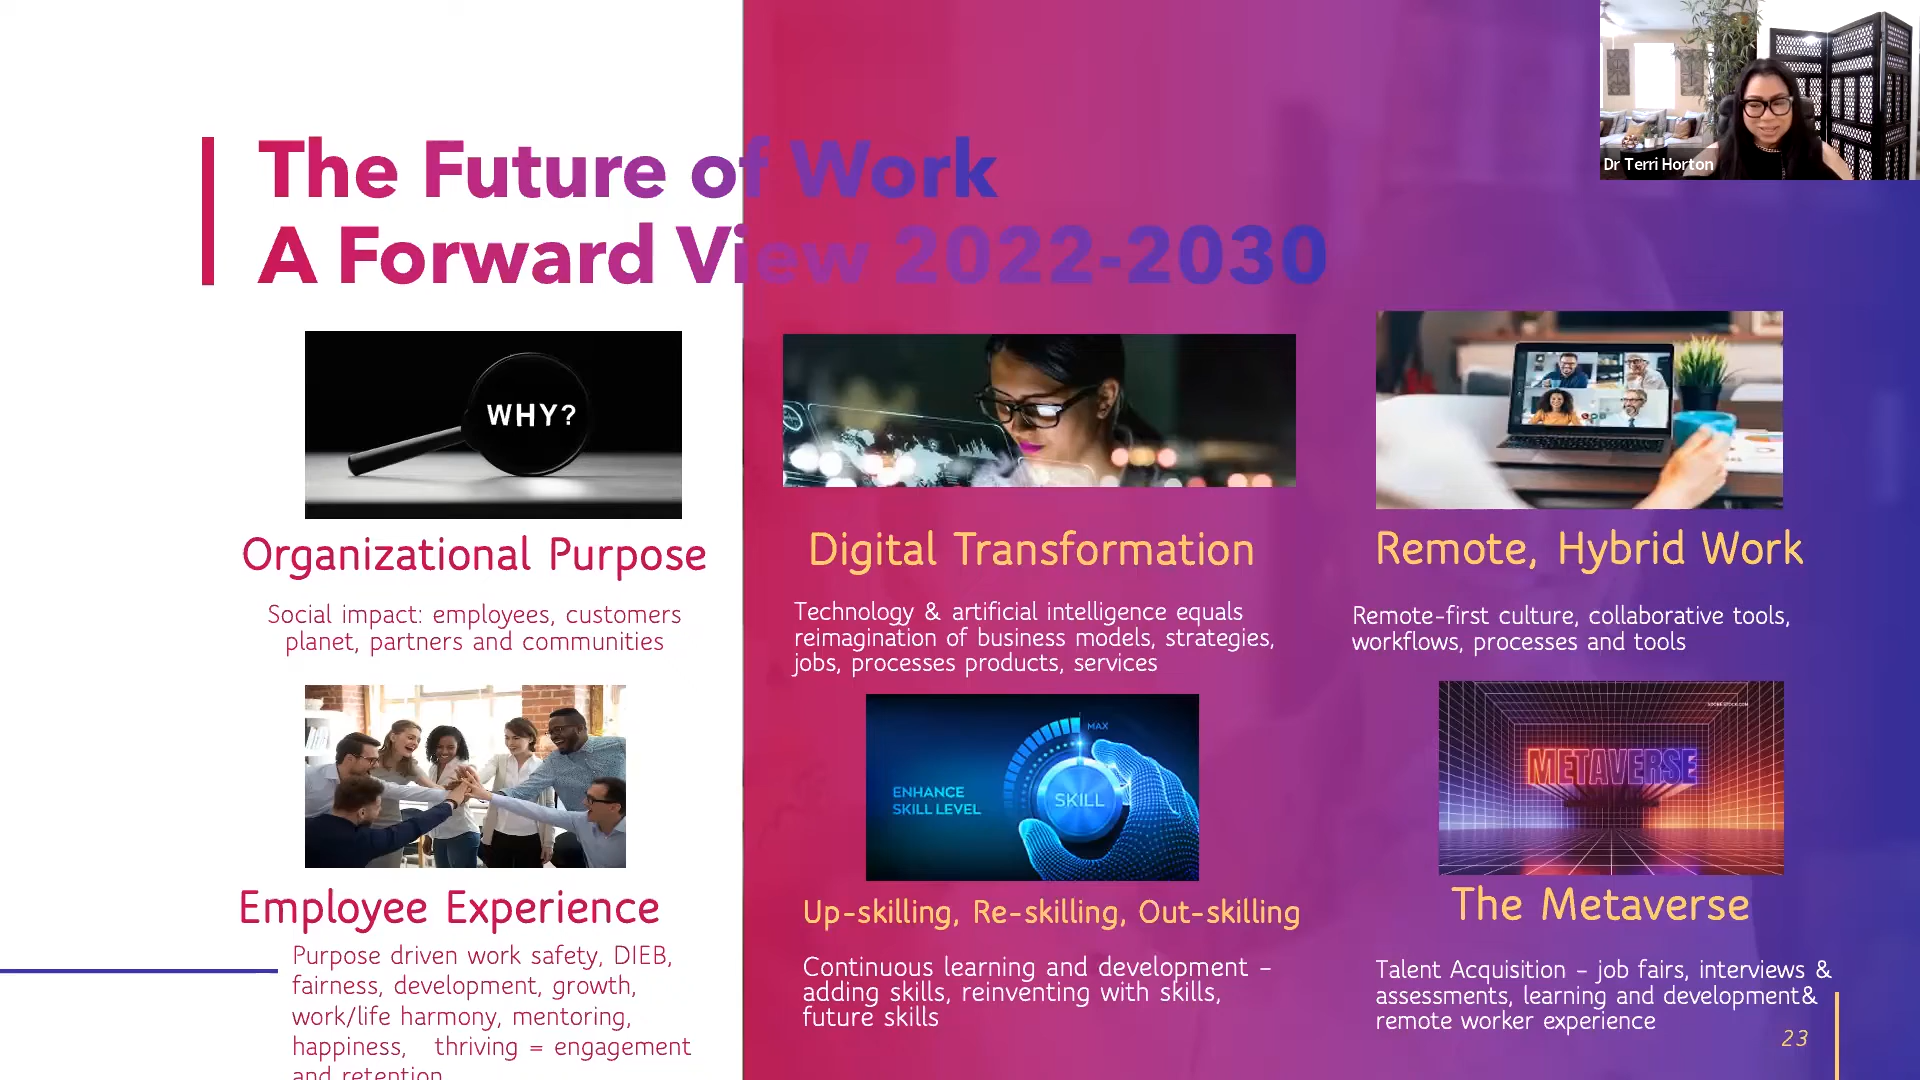 Dr Terri Horton
The Future of Work
A Forward View 2022-2030
WHY?
Organizational Purpose
Social impact: employees, customers
planet, partners and communities
Digital Transformation
Technology & artificial intelligence equals
reimagination of business models, strategies,
jobs, processes products, services
Remote, Hybrid Work
Remote-first culture, collaborative tools,
workflows, processes and tools
Employee Experience
Purpose driven work safety, DIEB,
fairness, development, growth,
work/life harmony, mentoring,
happiness, thriving = engagement
and retention
MAX
ENHANCE
SKILL LEVEL
SKILL
Up-skilling, Re-skilling, Out-skilling
Continuous learning and development –
adding skills, reinventing with skills,
future skills
METAVERSE
The Metaverse
Talent Acquisition – job fairs, interviews &
assessments, learning and development&
remote worker experience
23